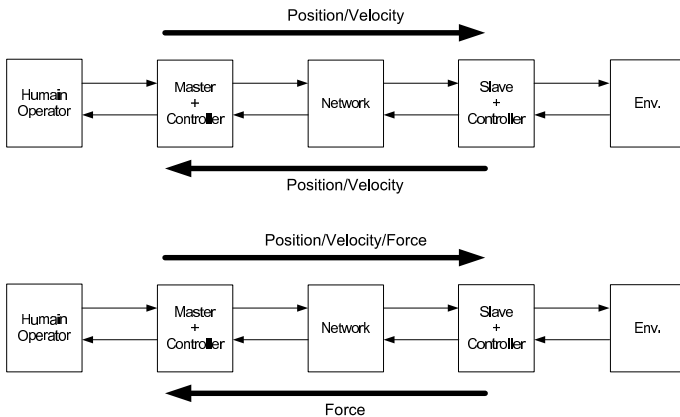 Position/Velocity
Humain
Operator
Master
+
Controller
Network
Slave
+
Controller
Env.
Position/Velocity
Position/Velocity/Force
Humain
Operator
Master
+
Controller
Network
Slave
+
Controller
Env.
Force